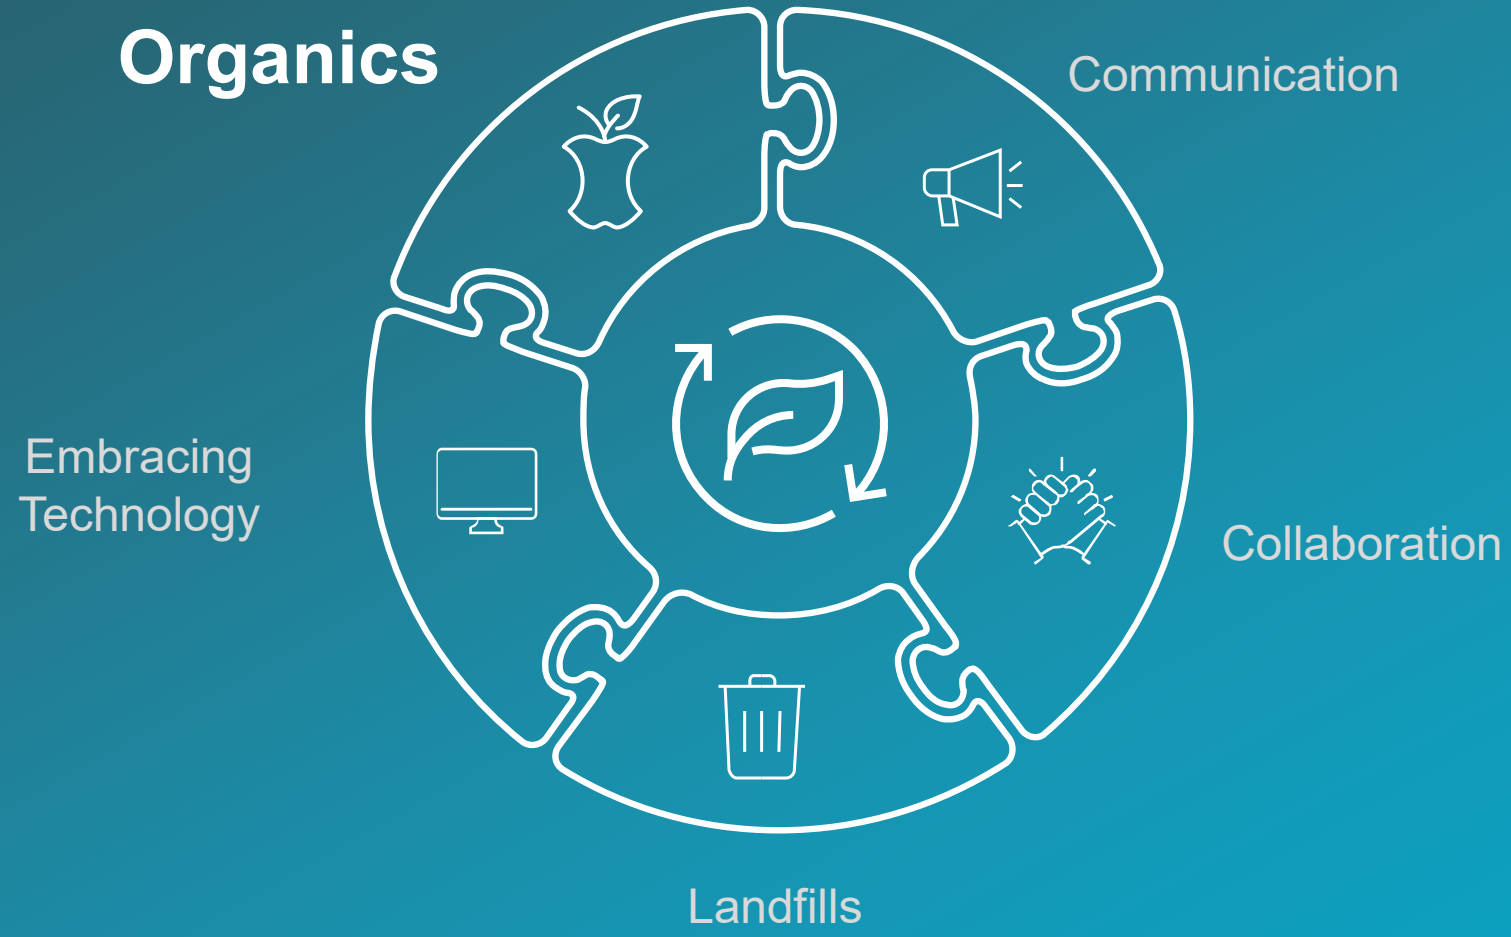 Organics
Communication
Embracing
Technology
Collaboration
Landfills